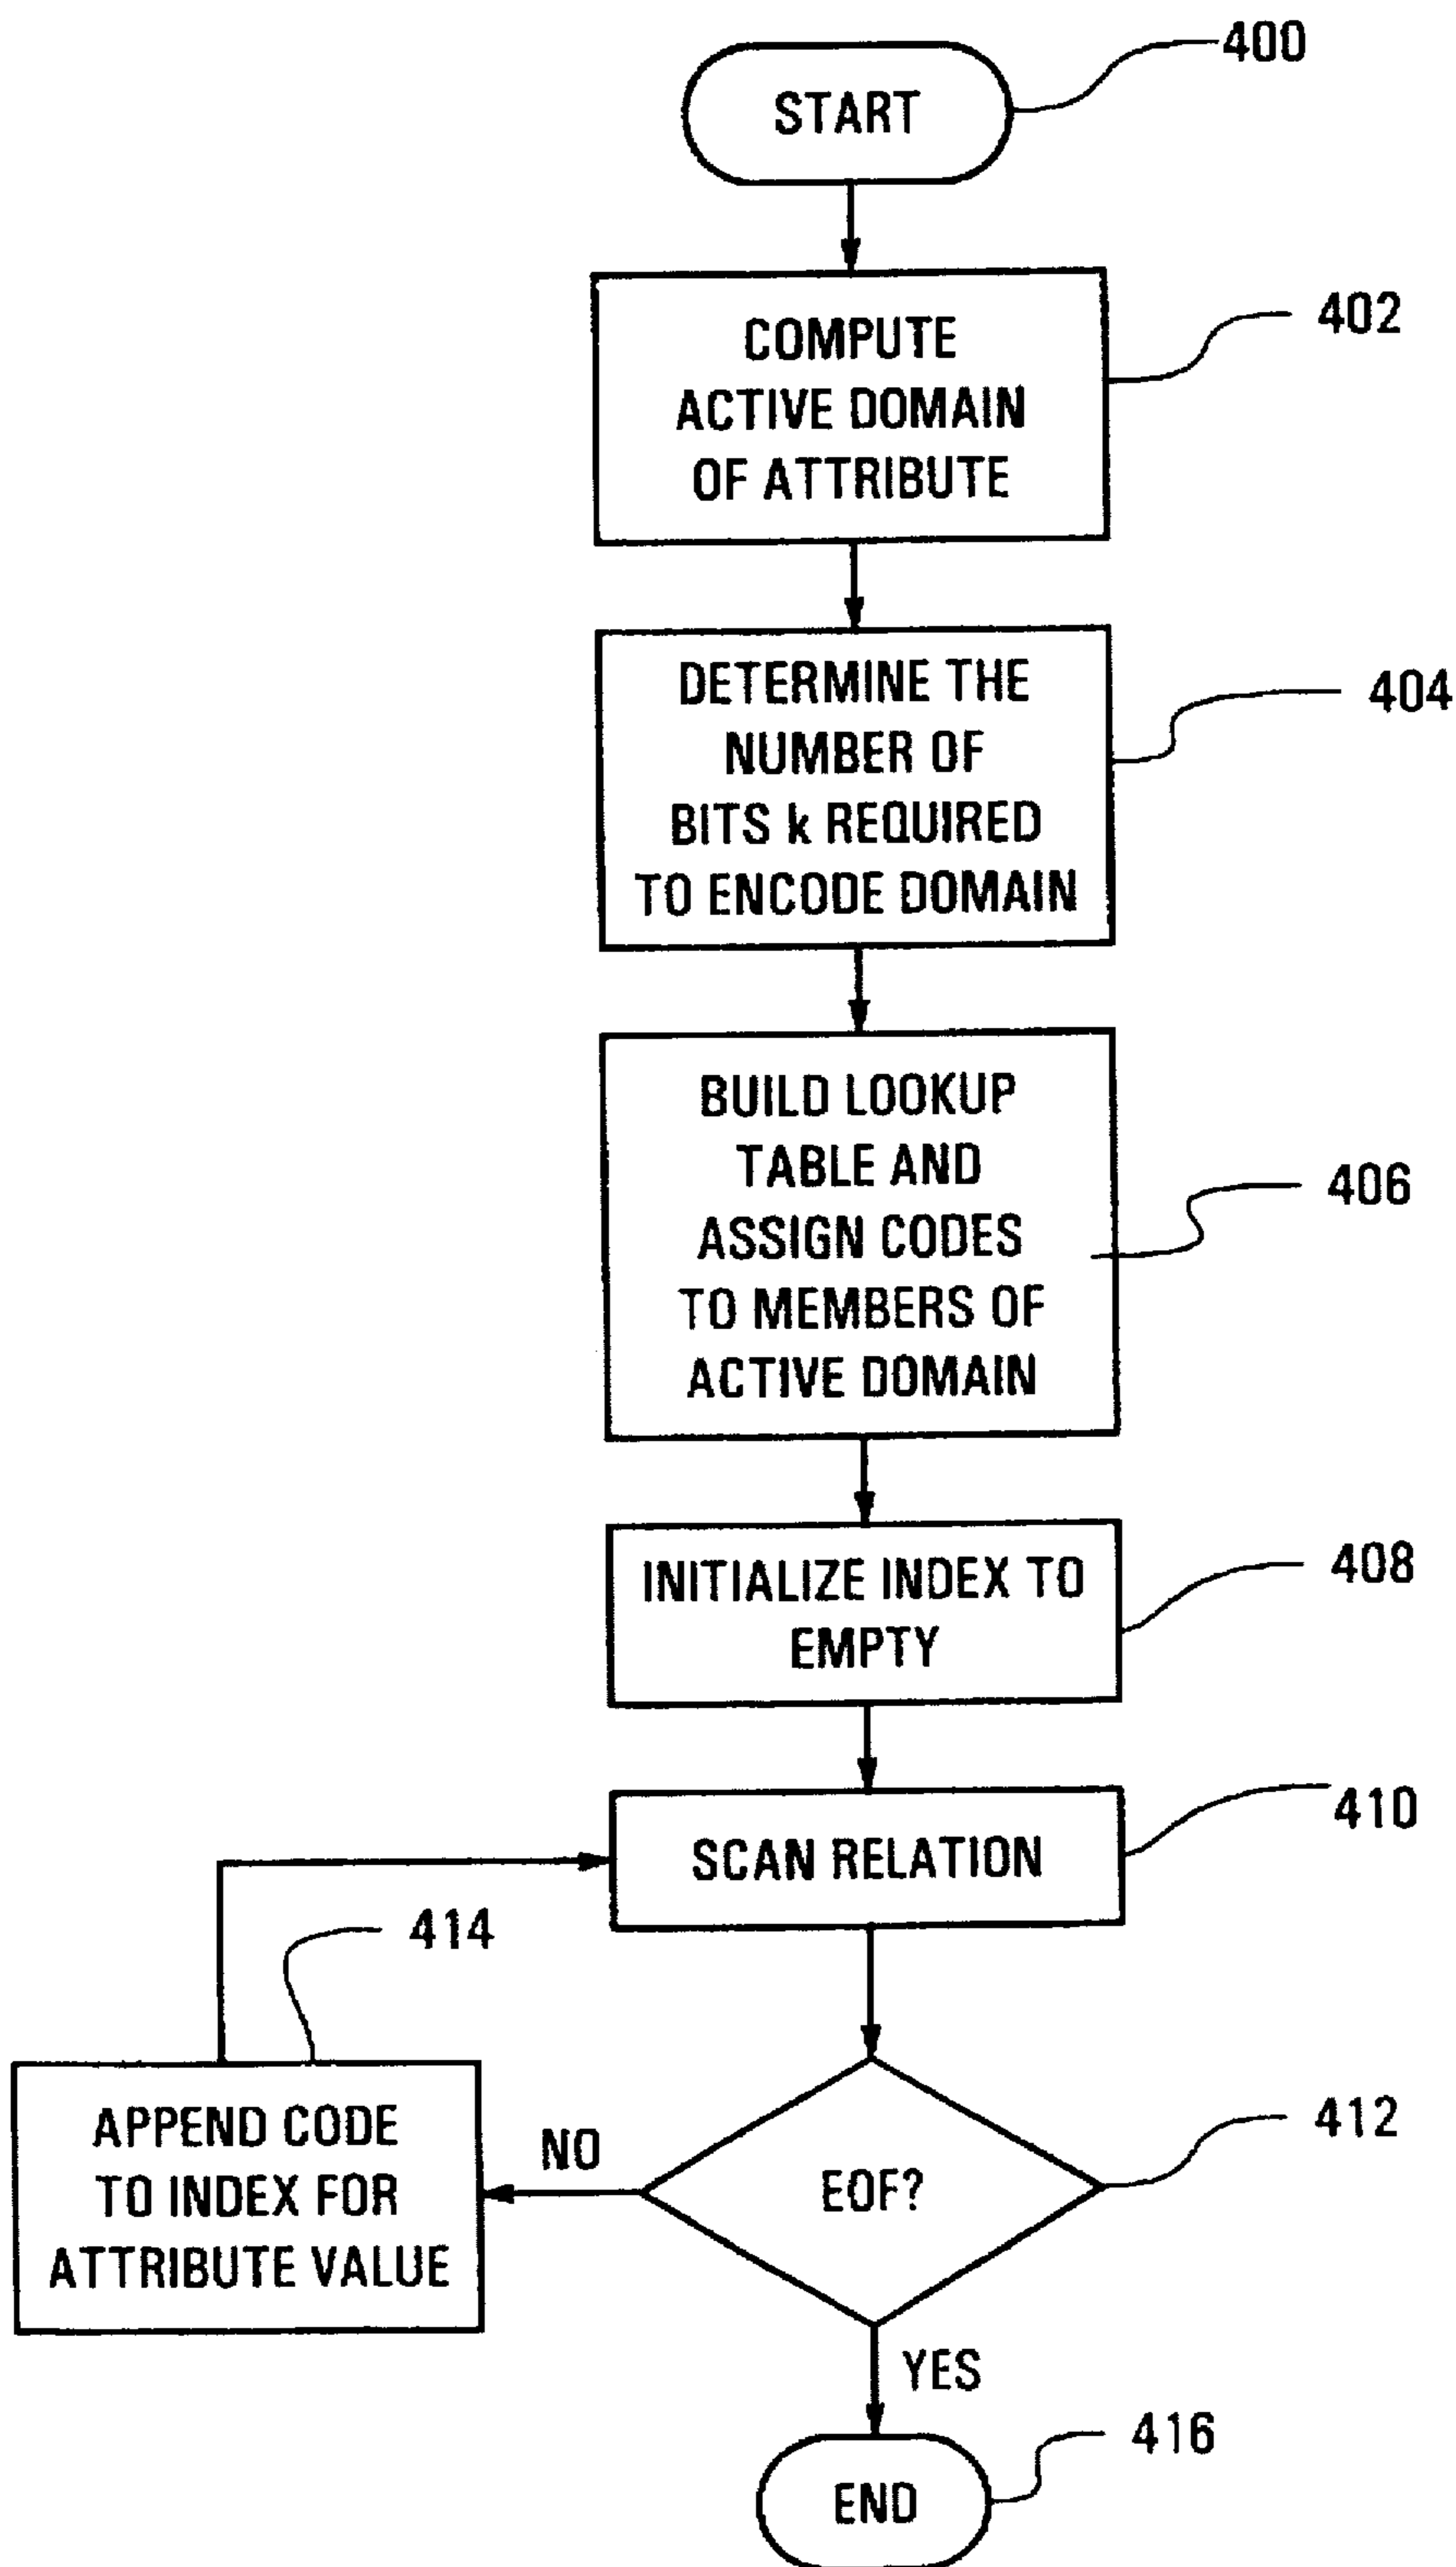 START
400
COMPUTE
ACTIVE DOMAIN
OF ATTRIBUTE
402
DETERMINE THE
NUMBER OF
BITS k REQUIRED
TO ENCODE DOMAIN
404
BUILD LOOKUP
TABLE AND
ASSIGN CODES
TO MEMBERS OF
ACTIVE DOMAIN
406
INITIALIZE INDEX TO
EMPTY
408
SCAN RELATION
410
414
APPEND CODE
TO INDEX FOR
ATTRIBUTE VALUE
NO
EOF?
412
YES
END
416